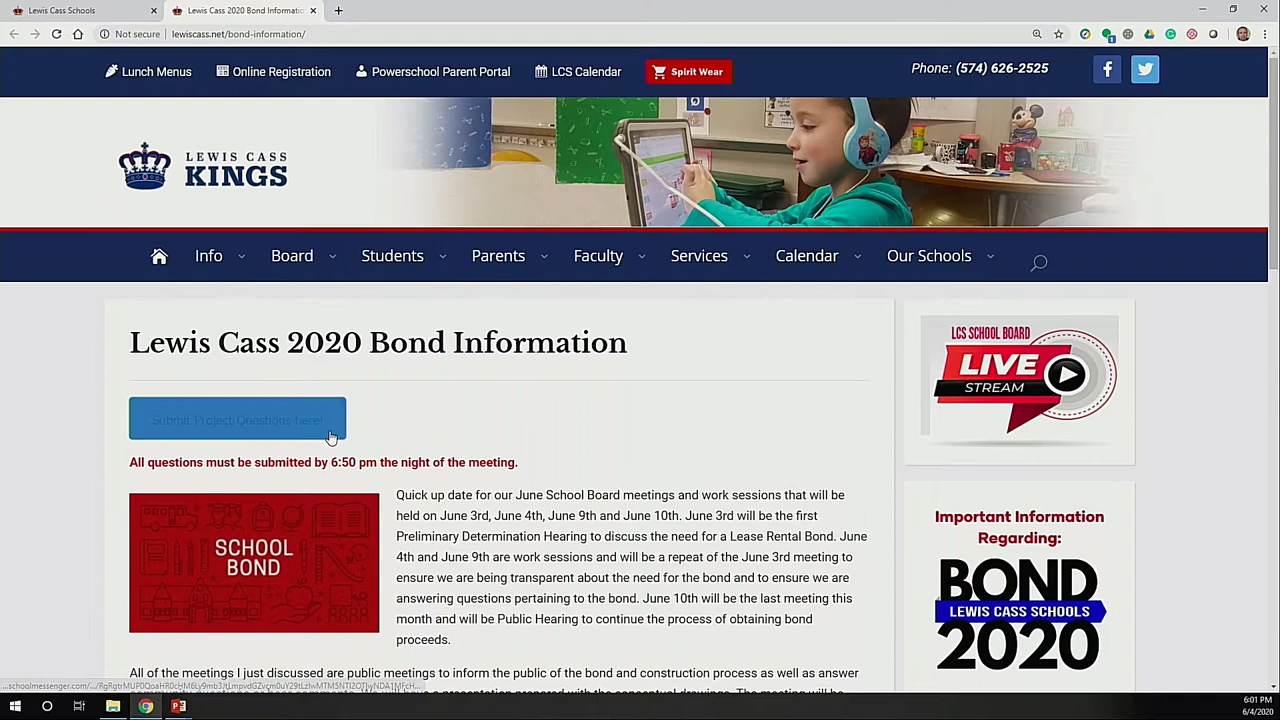 Lewis Cass Schools
Lewis Cass 2020 Bond Informatic
Not secure
lewiscass.net/bond-information/
Lunch Menus
Online Registration
Powerschool Parent Portal
LCS Calendar
Spirit Wear
Phone: (574) 626-2525
LEWIS CASS
KINGS
Info
Board
Students
Parents
Faculty
Services
Calendar
Our Schools
Lewis Cass 2020 Bond Information
Submit Project Questions here!
All questions must be submitted by 6:50 pm the night of the meeting.
SCHOOL
BOND
Quick up date for our June School Board meetings and work sessions that will be
held on June 3rd, June 4th, June 9th and June 10th. June 3rd will be the first
Preliminary Determination Hearing to discuss the need for a Lease Rental Bond. June
4th and June 9th are work sessions and will be a repeat of the June 3rd meeting to
ensure we are being transparent about the need for the bond and to ensure we are
answering questions pertaining to the bond. June 10th will be the last meeting this
month and will be Public Hearing to continue the process of obtaining bond
proceeds.
All of the meetings I just discussed are public meetings to inform the public of the bond and construction process as well as answer
LCS SCHOOL BOARD
LIVE
STREAM
Important Information
Regarding:
BOND
LEWIS CASS SCHOOLS
2020
6:01 PM
6/4/2020